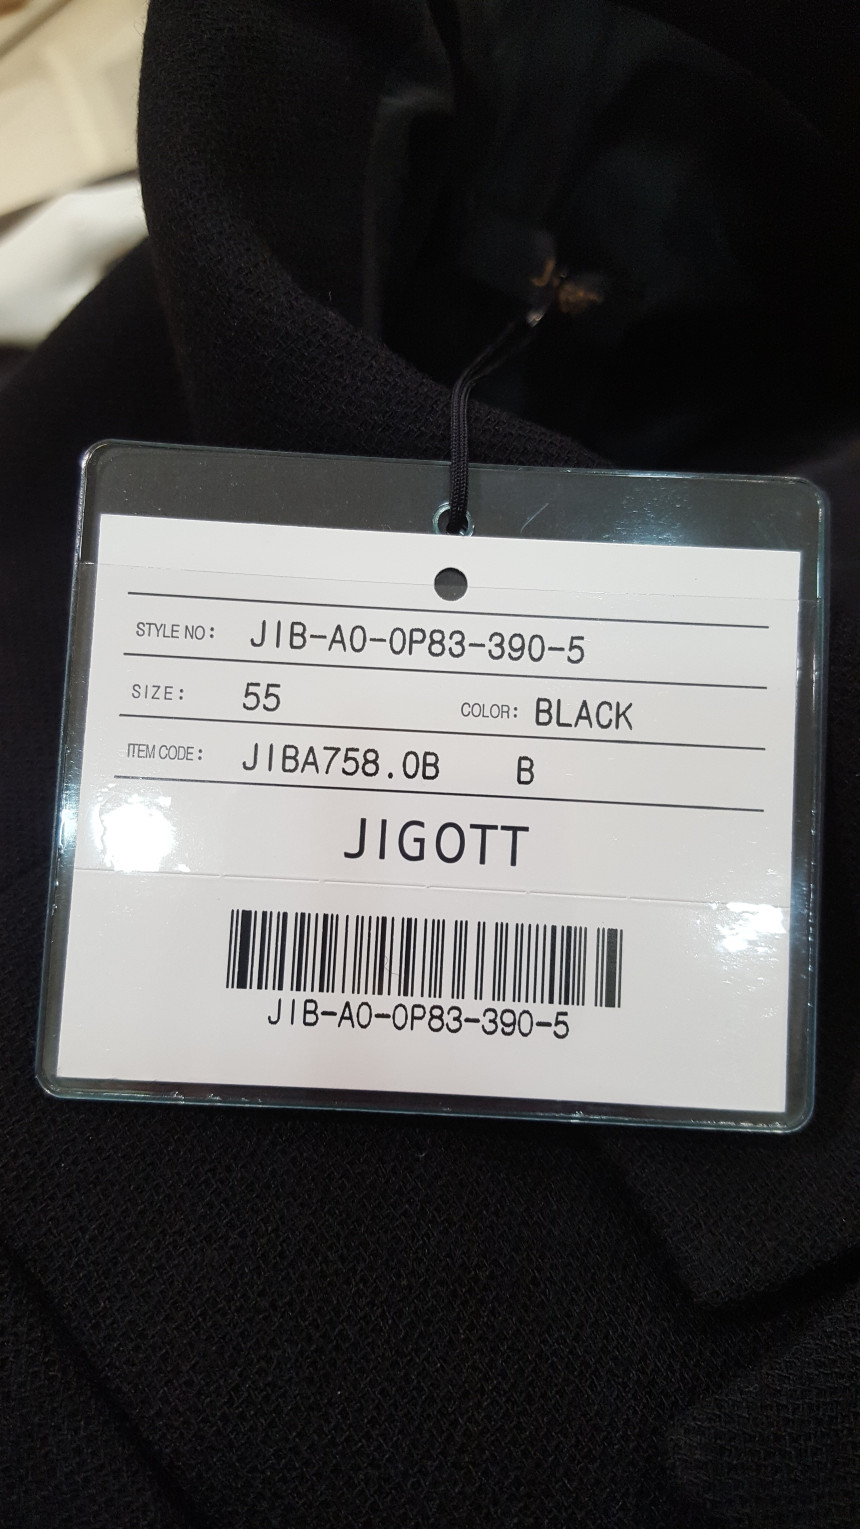 STYLE NO: JIB-A0-0P83-390-5
SIZE: 55 COLOR: BLACK
ITEM CODE: JIBA758.0B B
JIGOTT
JIB-A0-0P83-390-5